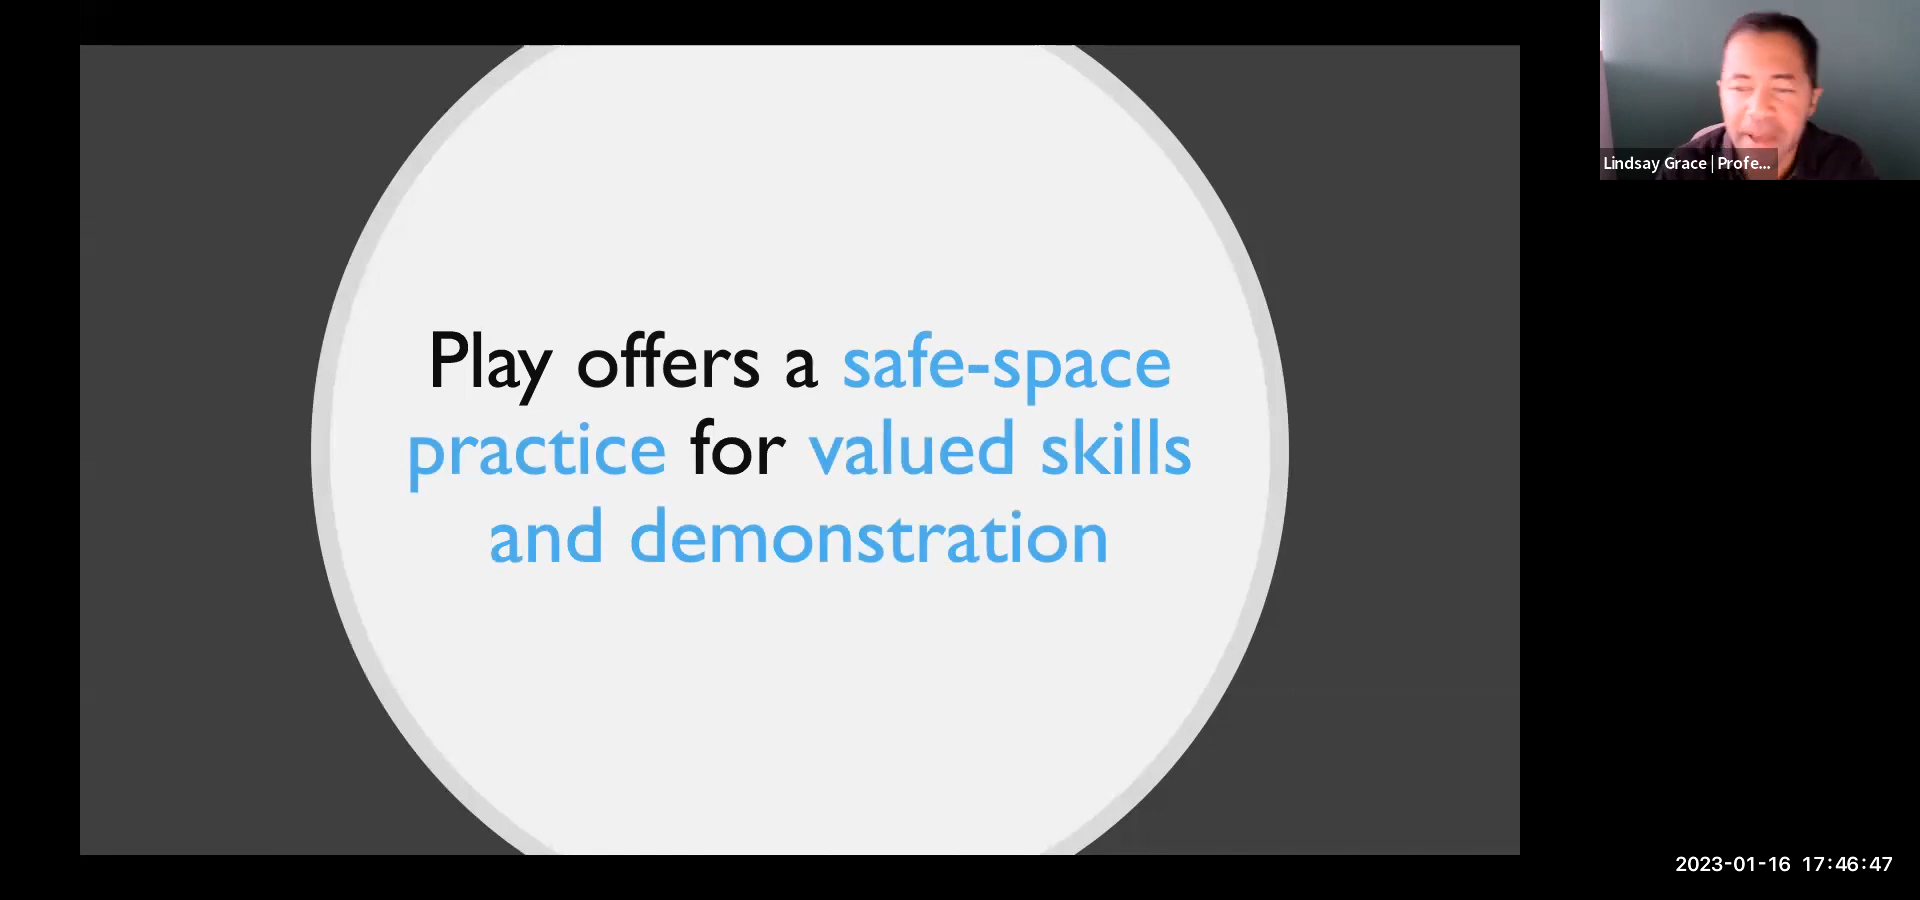 Play offers a safe-space
practice for valued skills
and demonstration
Lindsay Grace | Profe...
2023-01-16 17:46:47